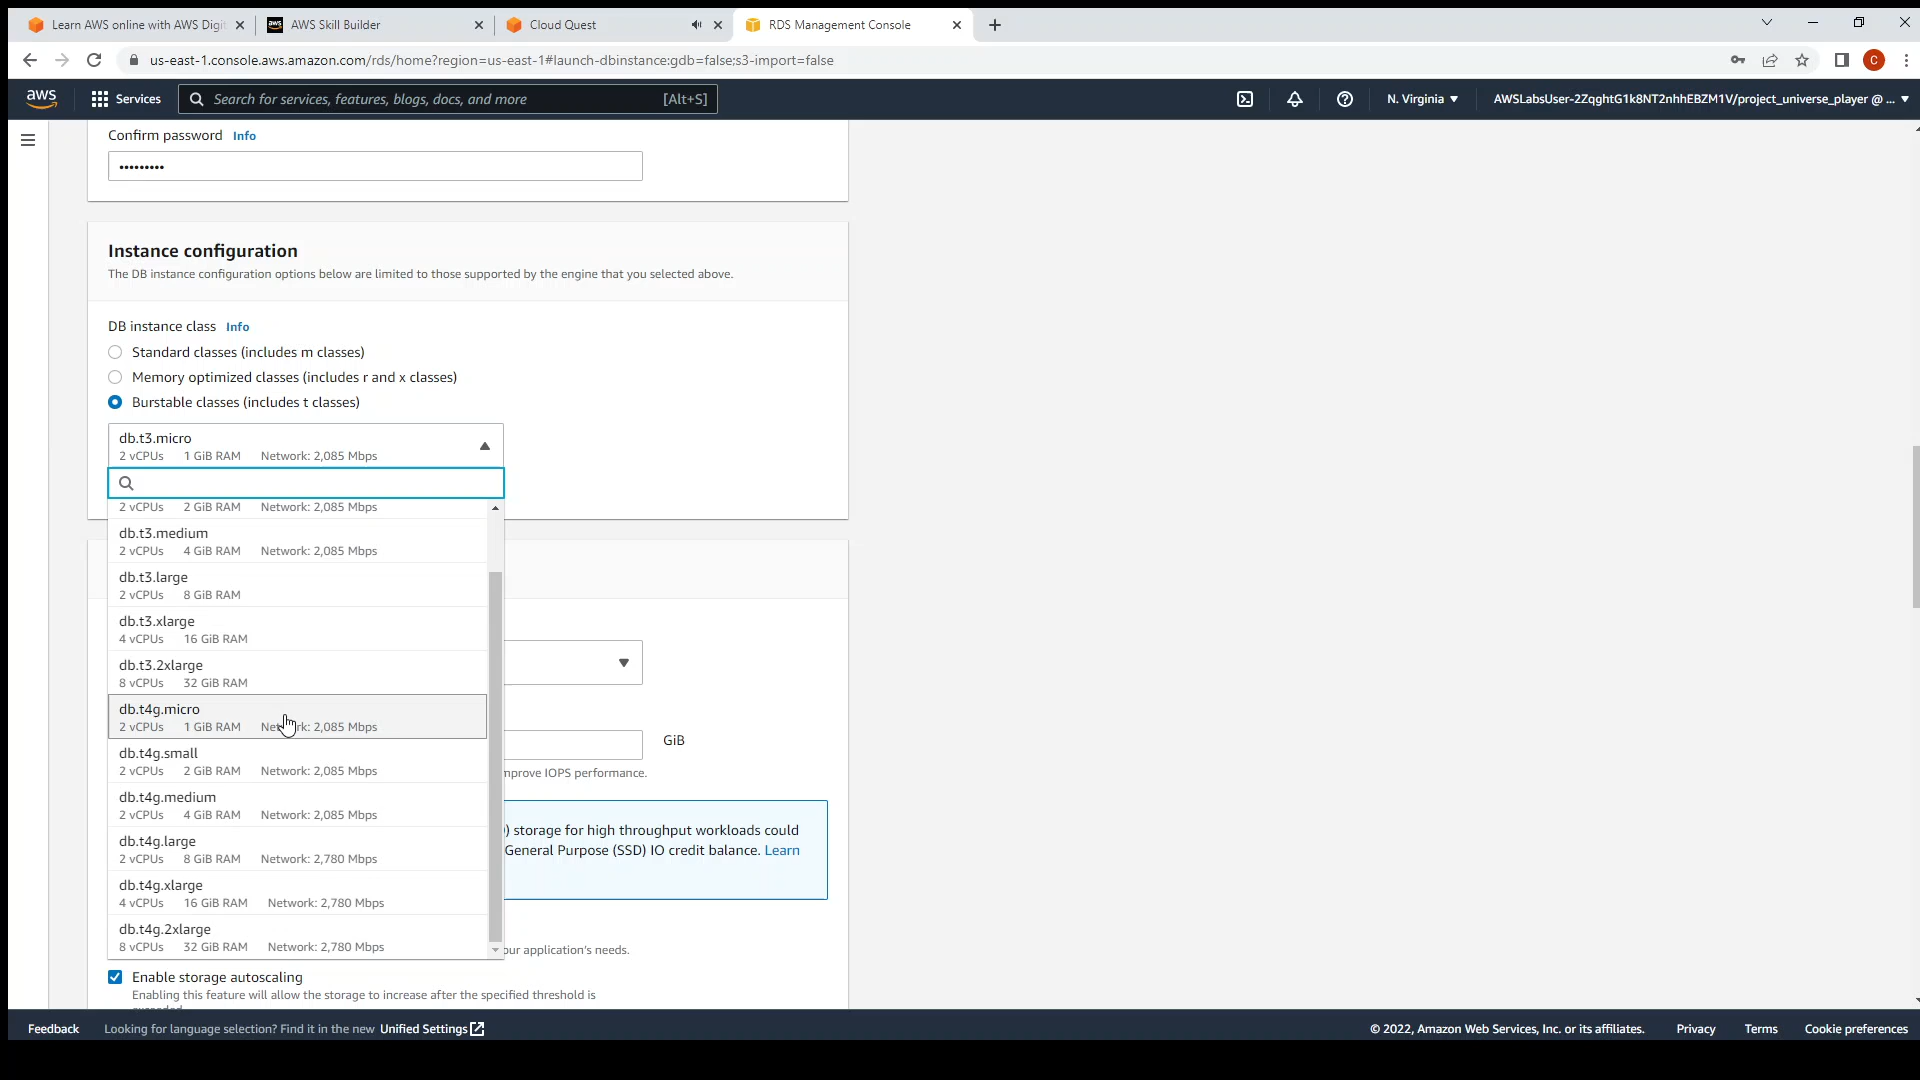 Learn AWS online with AWS Digit
AWS Skill Builder
Cloud Quest
RDS Management Console
us-east-1.console.aws.amazon.com/rds/home?region=us-east-1#launch-dbinstance:gdb=false;s3-import=false
C
aws
Services
Search for services, features, blogs, docs, and more
[Alt+S]
N. Virginia
AWSLabsUser-2ZqghtG1k8NT2nhhEBZM1V/project_universe_player @ ...
Confirm password Info
•••••••••
Instance configuration
The DB instance configuration options below are limited to those supported by the engine that you selected above.
DB instance class Info
Standard classes (includes m classes)
Memory optimized classes (includes r and x classes)
Burstable classes (includes t classes)
db.t3.micro
2 vCPUs 1 GiB RAM Network: 2,085 Mbps
2 vCPUs 2 GiB RAM Network: 2,085 Mbps
db.t3.medium
2 vCPUs 4 GiB RAM Network: 2,085 Mbps
db.t3.large
2 vCPUs 8 GiB RAM
db.t3.xlarge
4 vCPUs 16 GiB RAM
db.t3.2xlarge
8 vCPUs 32 GiB RAM
db.t4g.micro
2 vCPUs 1 GiB RAM Network: 2,085 Mbps
db.t4g.small
2 vCPUs 2 GiB RAM Network: 2,085 Mbps
GiB
db.t4g.medium
2 vCPUs 4 GiB RAM Network: 2,085 Mbps
mprove IOPS performance.
db.t4g.large
2 vCPUs 8 GiB RAM Network: 2,780 Mbps
) storage for high throughput workloads could
General Purpose (SSD) IO credit balance. Learn
db.t4g.xlarge
4 vCPUs 16 GiB RAM Network: 2,780 Mbps
db.t4g.2xlarge
8 vCPUs 32 GiB RAM Network: 2,780 Mbps
our application's needs.
Enable storage autoscaling
Enabling this feature will allow the storage to increase after the specified threshold is
Feedback
Looking for language selection? Find it in the new Unified Settings
© 2022, Amazon Web Services, Inc. or its affiliates.
Privacy
Terms
Cookie preferences